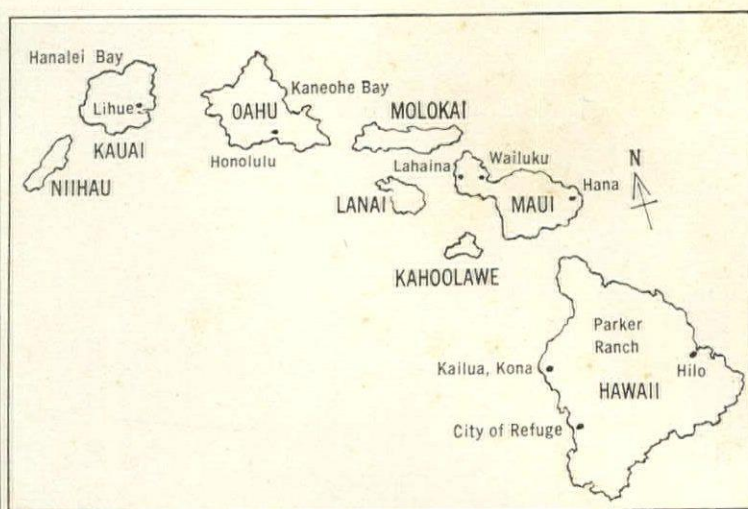 Hanalei Bay
Lihue
KAUAI
NIIHAU
OAHU
Kaneohe Bay
Honolulu
MOLOKAI
Lahaina
Wailuku
LANAI
MAUI
Hana
N
KAHOOLAWE
Parker
Ranch
Kailua, Kona
Hilo
HAWAII
City of Refuge